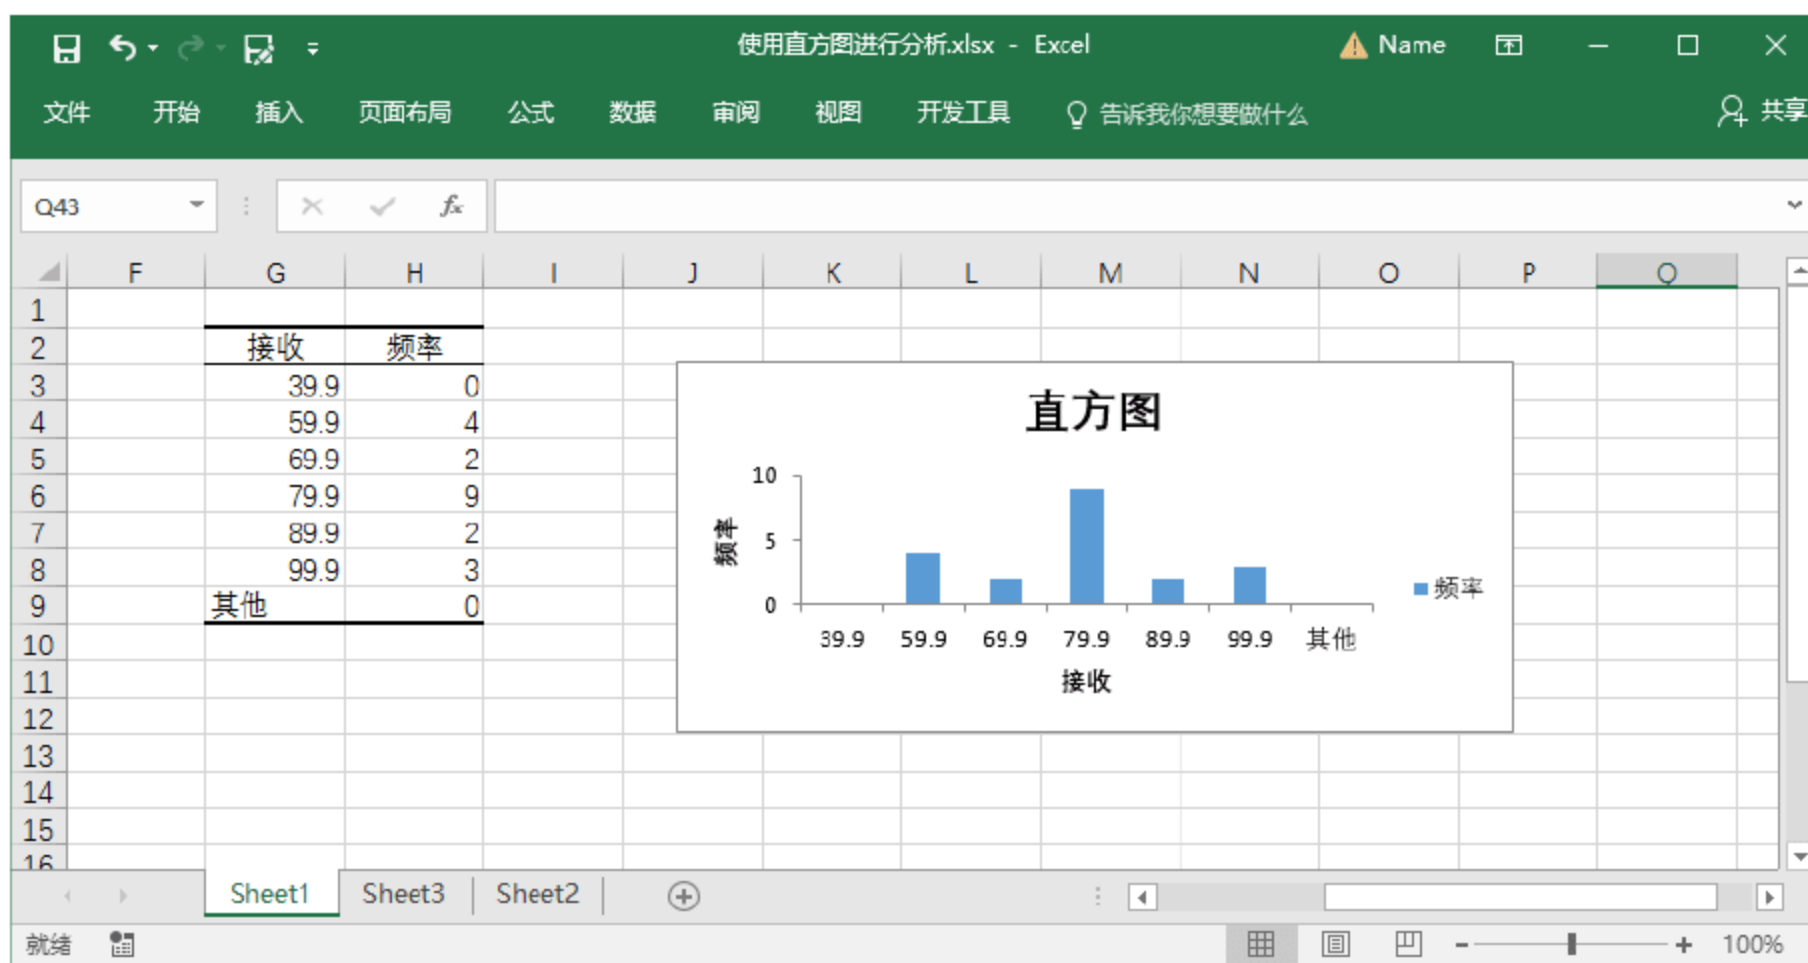 使用直方图进行分析.xlsx - Excel
Name
文件 开始 插入 页面布局 公式 数据 审阅 视图 开发工具 告诉我你想要做什么 共享
Q43 fx
F G H I J K L M N O P Q
1
2 接收 频率
3 39.9 0
4 59.9 4
5 69.9 2
6 79.9 9
7 89.9 2
8 99.9 3
9 其他 0
10
11
12
13
14
15
16
直方图
10
5
0
频率
39.9 59.9 69.9 79.9 89.9 99.9 其他
接收
频率
Sheet1 Sheet3 Sheet2
就绪 100%